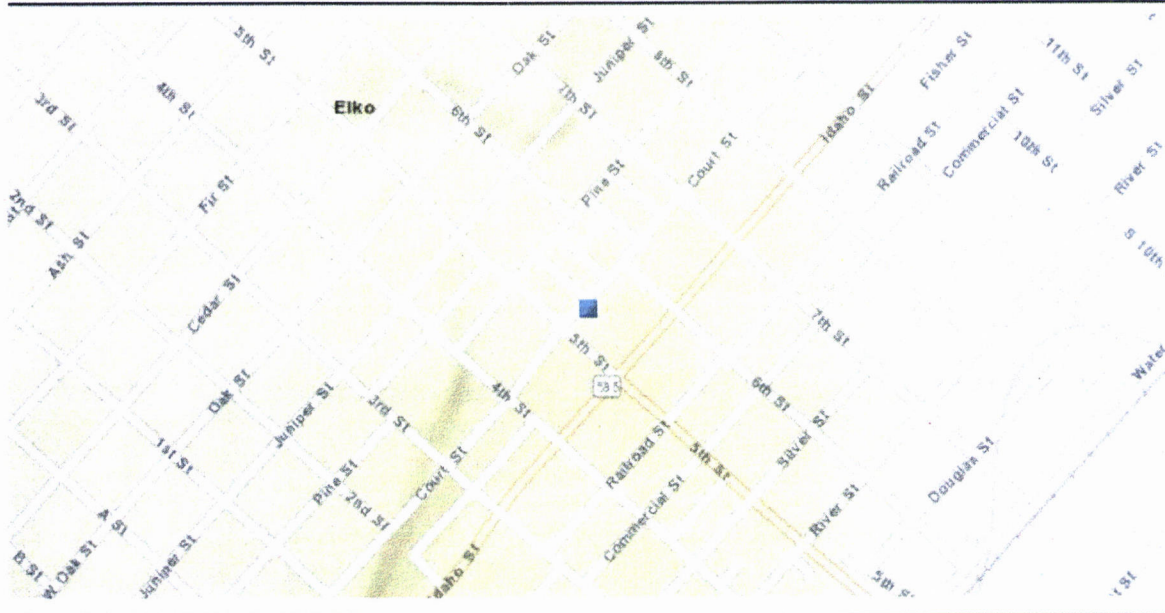 5th St
Oak St
Juniper St
8th St
Fisher St
11th St
Silver St
3rd St
4th St
Elko
6th St
7th St
Idaho St
Railroad St
Commercial St
10th St
River St
Pine St
Court St
2nd St
St
Fir St
Ash St
S 10th
Cedar St
5th St
7th St
Water
Oak St
Juniper St
3rd St
4th St
6th St
Silver St
1st St
Pine St
2nd St
Court St
Railroad St
5th St
Commercial St
River St
Douglas St
A St
B St
W Oak St
Juniper St
Idaho St
5th St